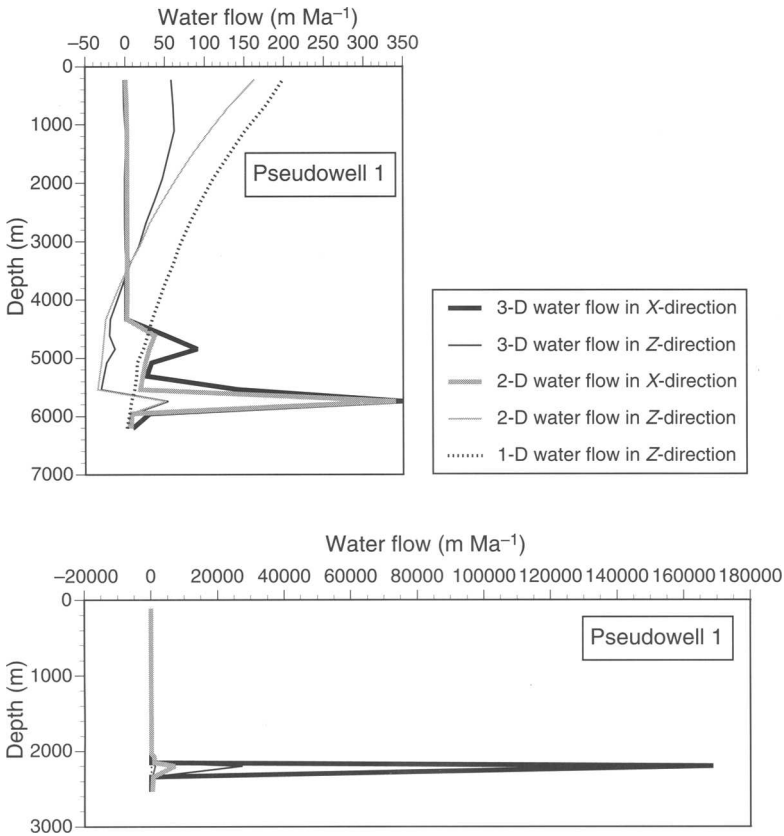 Water flow (m Ma⁻¹)
−50 0 50 100 150 200 250 300 350
0
1000
2000
3000
4000
5000
6000
7000
Depth (m)
Pseudowell 1
3-D water flow in X-direction
3-D water flow in Z-direction
2-D water flow in X-direction
2-D water flow in Z-direction
1-D water flow in Z-direction
Water flow (m Ma⁻¹)
−20000 0 20000 40000 60000 80000 100000 120000 140000 160000 180000
0
1000
2000
3000
Depth (m)
Pseudowell 1